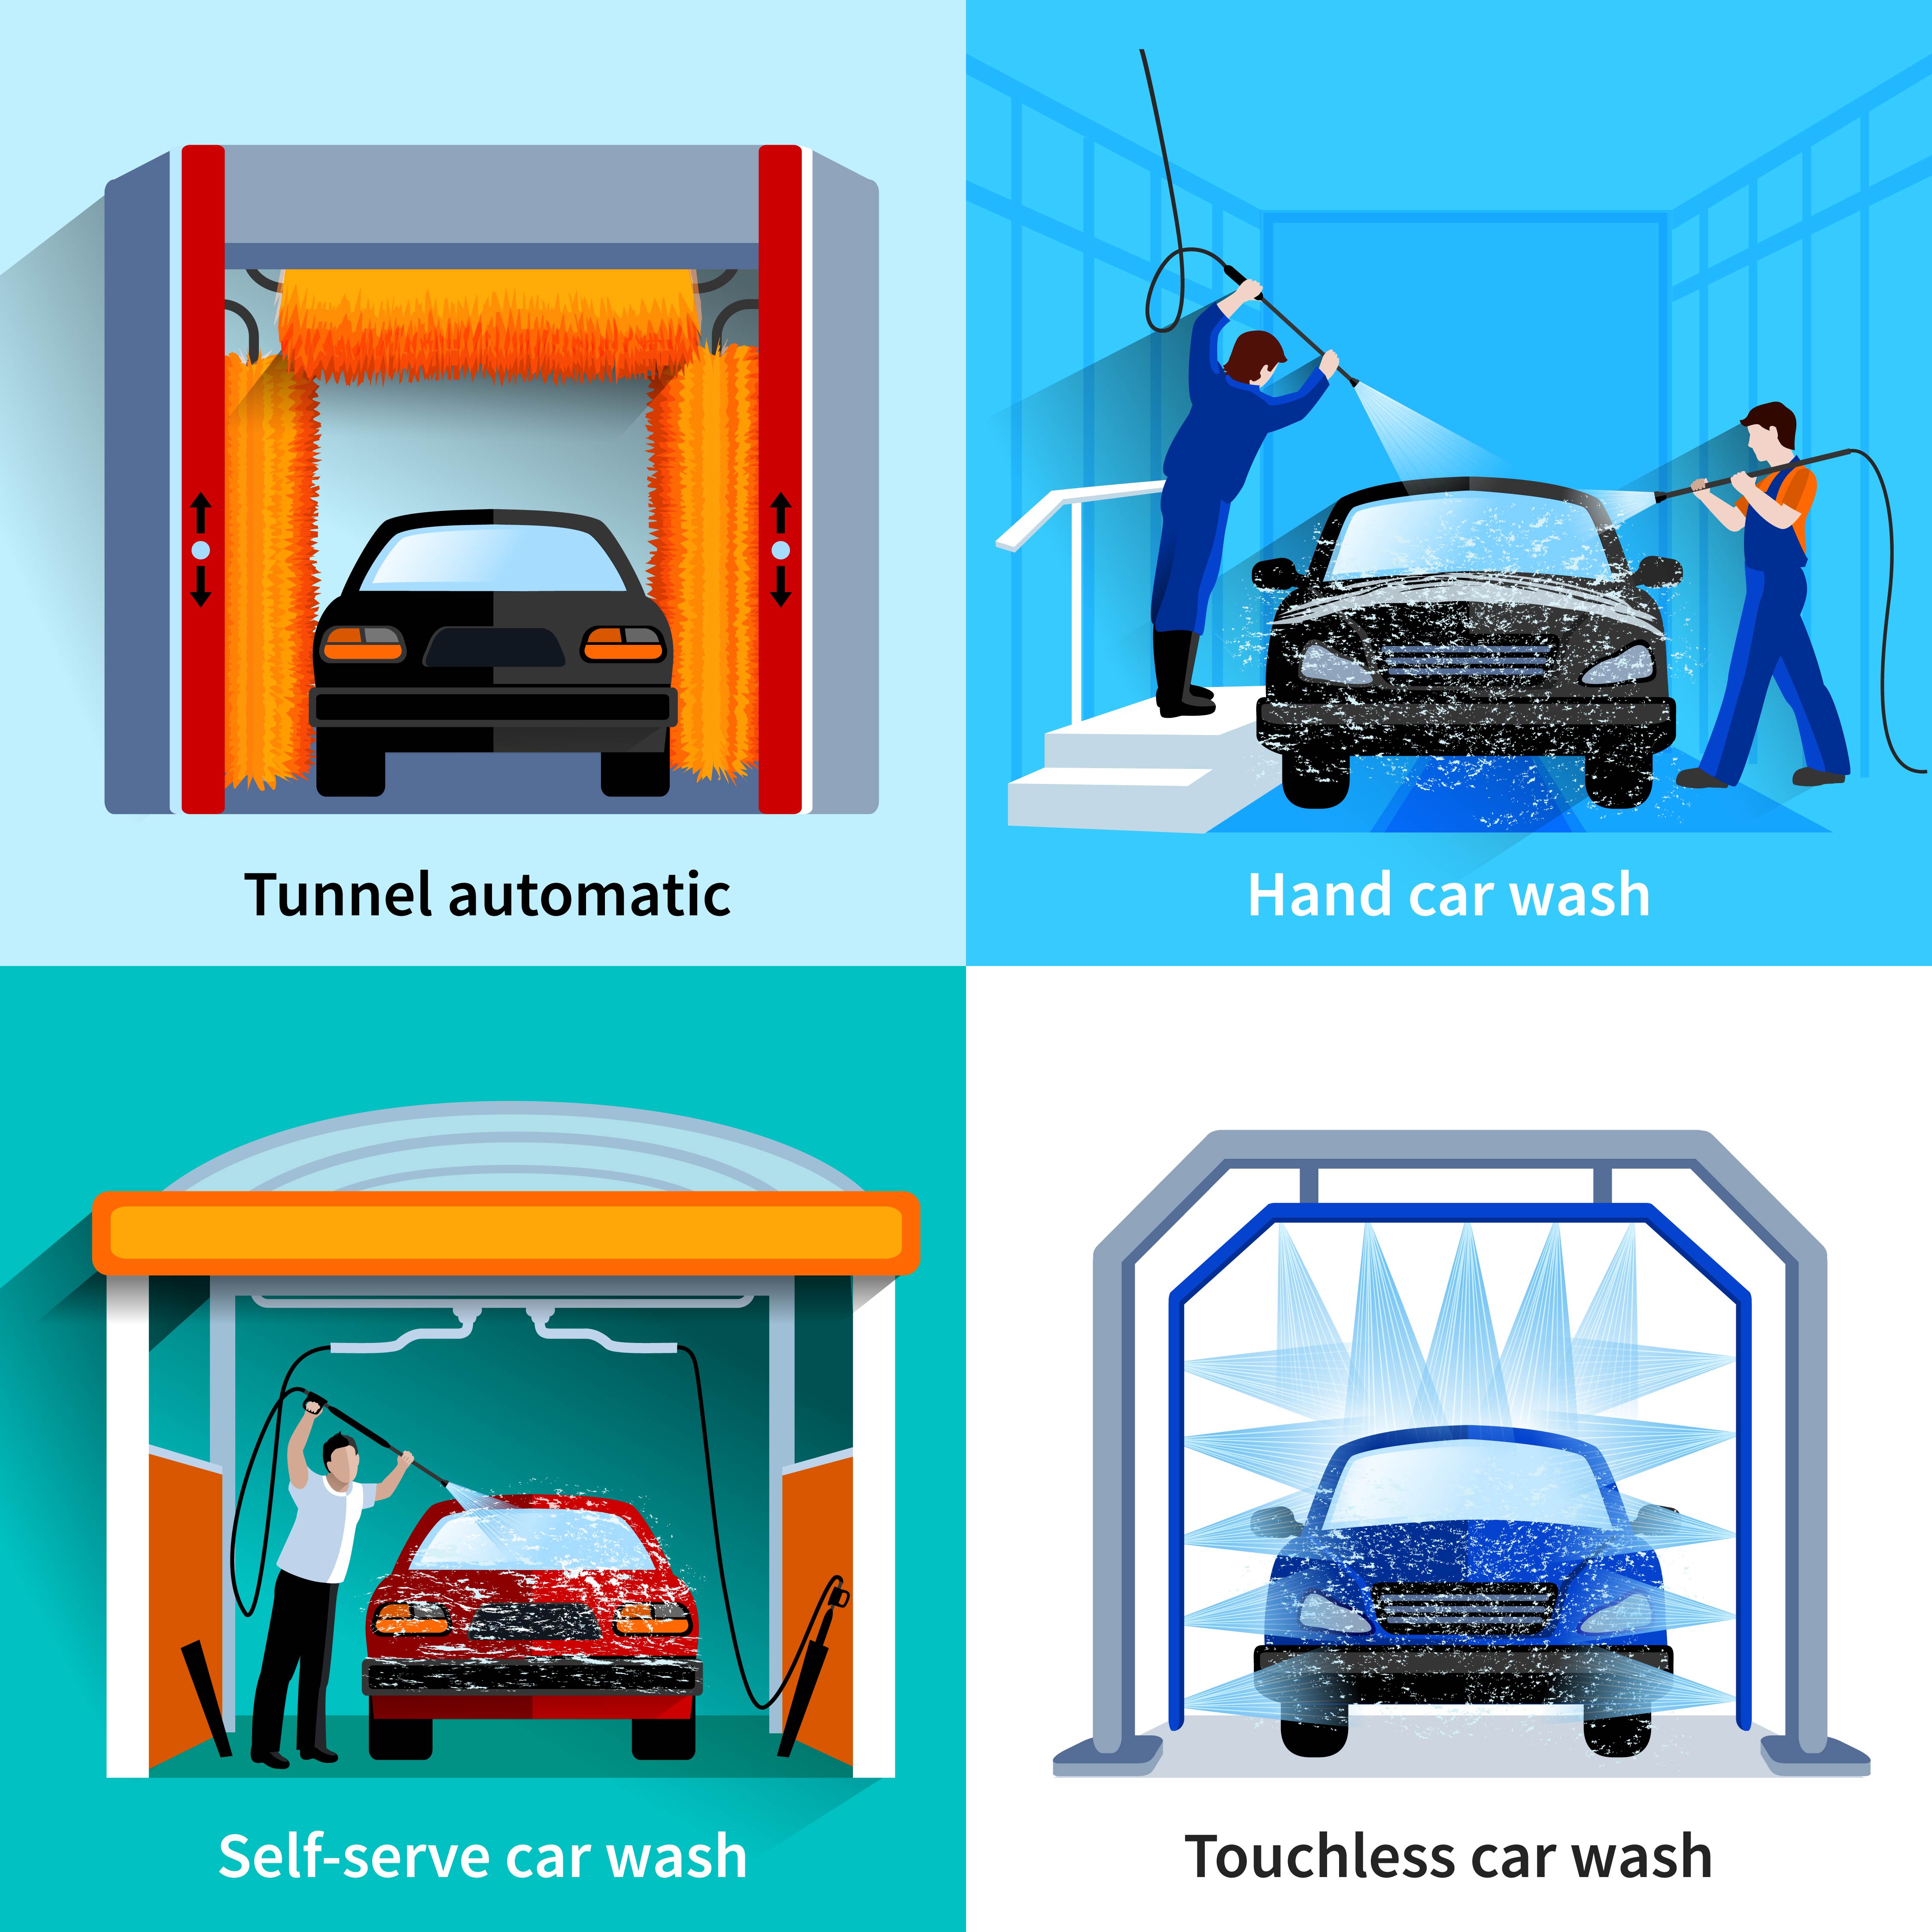 Tunnel automatic
Hand car wash
Self-serve car wash
Touchless car wash